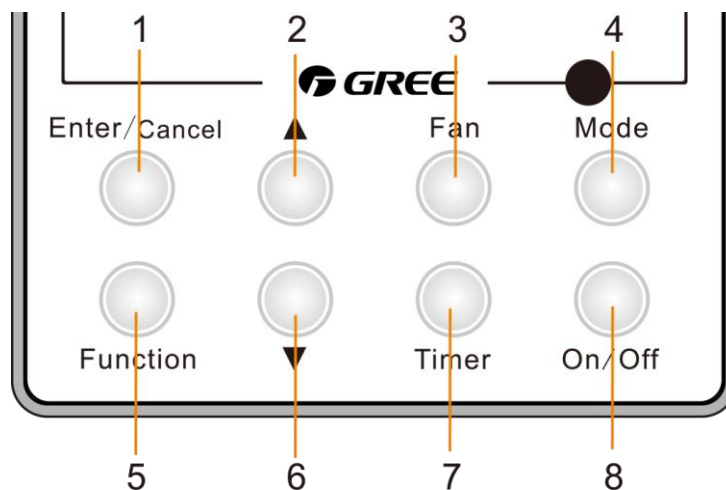 1 2 3 4
GREE
Enter/Cancel ▲ Fan Mode
Function ▼ Timer On/Off
5 6 7 8